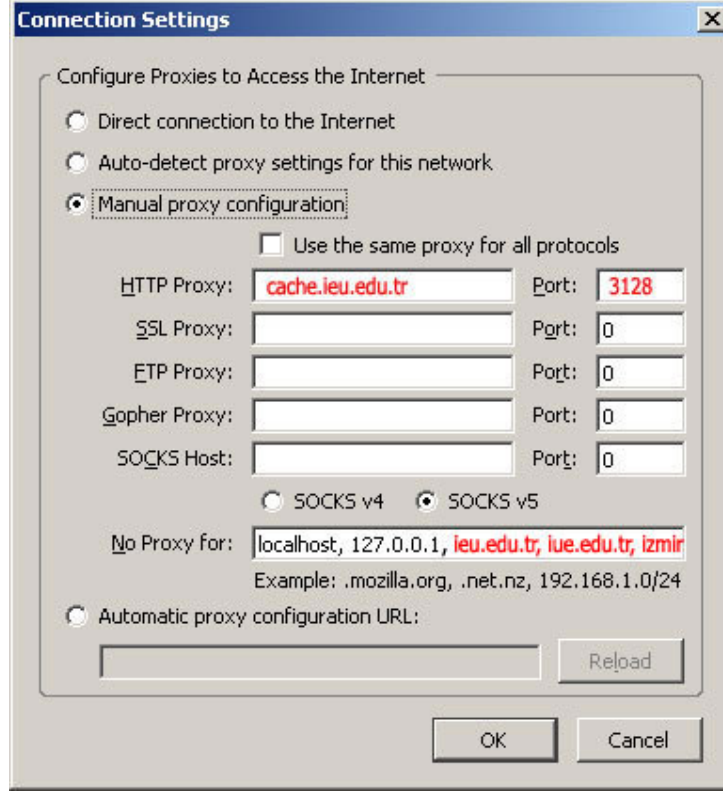 Connection Settings
Configure Proxies to Access the Internet
Direct connection to the Internet
Auto-detect proxy settings for this network
Manual proxy configuration
Use the same proxy for all protocols
HTTP Proxy: cache.ieu.edu.tr Port: 3128
SSL Proxy: Port: 0
FTP Proxy: Port: 0
Gopher Proxy: Port: 0
SOCKS Host: Port: 0
SOCKS v4 SOCKS v5
No Proxy for: localhost, 127.0.0.1, ieu.edu.tr, iue.edu.tr, izmir
Example: .mozilla.org, .net.nz, 192.168.1.0/24
Automatic proxy configuration URL:
Reload
OK Cancel